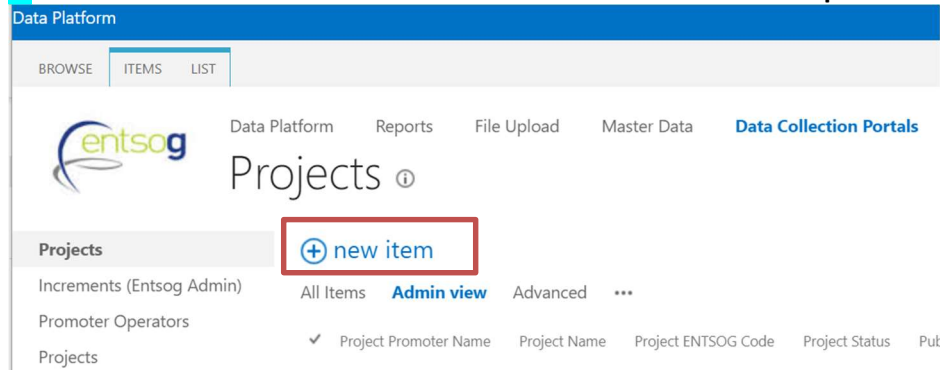 Data Platform
BROWSE ITEMS LIST
entsog
Data Platform Reports File Upload Master Data Data Collection Portals
Projects
Projects
new item
Increments (Entsog Admin)
All Items Admin view Advanced ...
Promoter Operators
Project Promoter Name Project Name Project ENTSOG Code Project Status
Projects